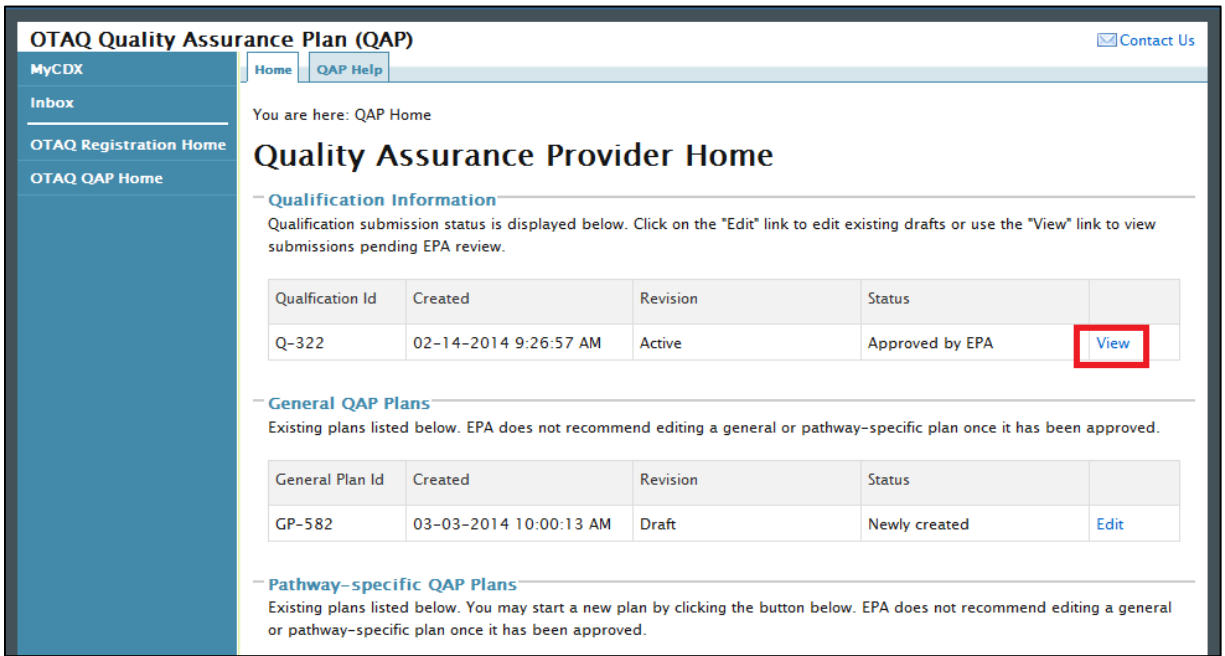 OTAQ Quality Assurance Plan (QAP)
Contact Us
MyCDX
Inbox
OTAQ Registration Home
OTAQ QAP Home
Home QAP Help
You are here: QAP Home
Quality Assurance Provider Home
Qualification Information
Qualification submission status is displayed below. Click on the "Edit" link to edit existing drafts or use the "View" link to view
submissions pending EPA review.
Qualfication Id Created Revision Status
Q-322 02-14-2014 9:26:57 AM Active Approved by EPA View
General QAP Plans
Existing plans listed below. EPA does not recommend editing a general or pathway-specific plan once it has been approved.
General Plan Id Created Revision Status
GP-582 03-03-2014 10:00:13 AM Draft Newly created Edit
Pathway-specific QAP Plans
Existing plans listed below. You may start a new plan by clicking the button below. EPA does not recommend editing a general
or pathway-specific plan once it has been approved.